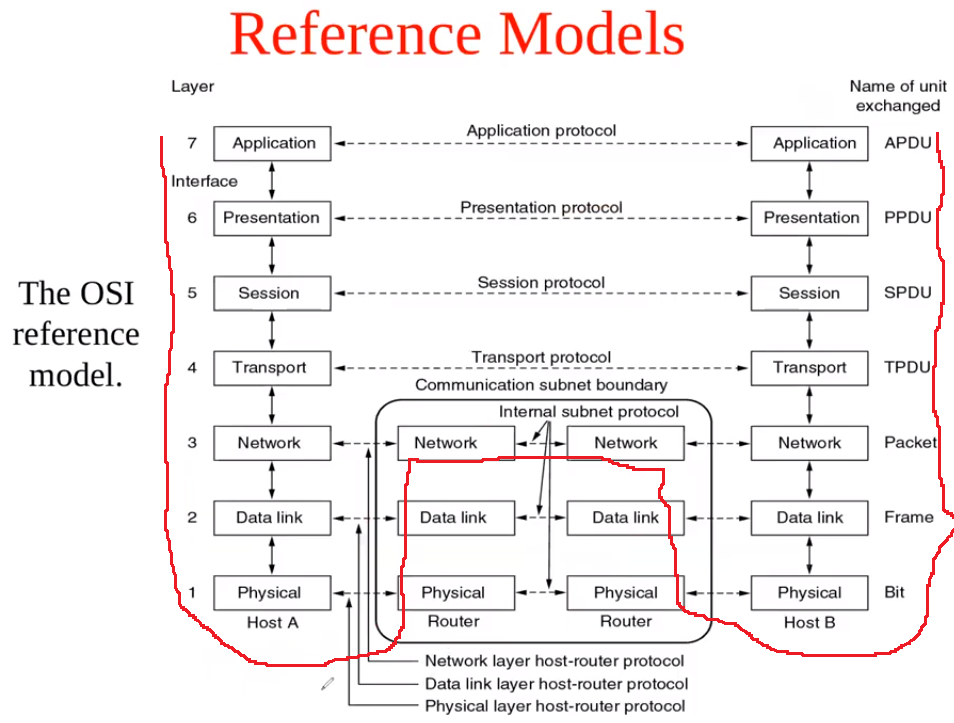 Reference Models
Layer
Name of unit
exchanged
7 Application Application protocol Application APDU
Interface
6 Presentation Presentation protocol Presentation PPDU
The OSI
reference
model.
5 Session Session protocol Session SPDU
4 Transport Transport protocol Transport TPDU
Communication subnet boundary
Internal subnet protocol
3 Network Network Network Network Packet
2 Data link Data link Data link Data link Frame
1 Physical Physical Physical Physical Bit
Host A Router Router Host B
Network layer host-router protocol
Data link layer host-router protocol
Physical layer host-router protocol